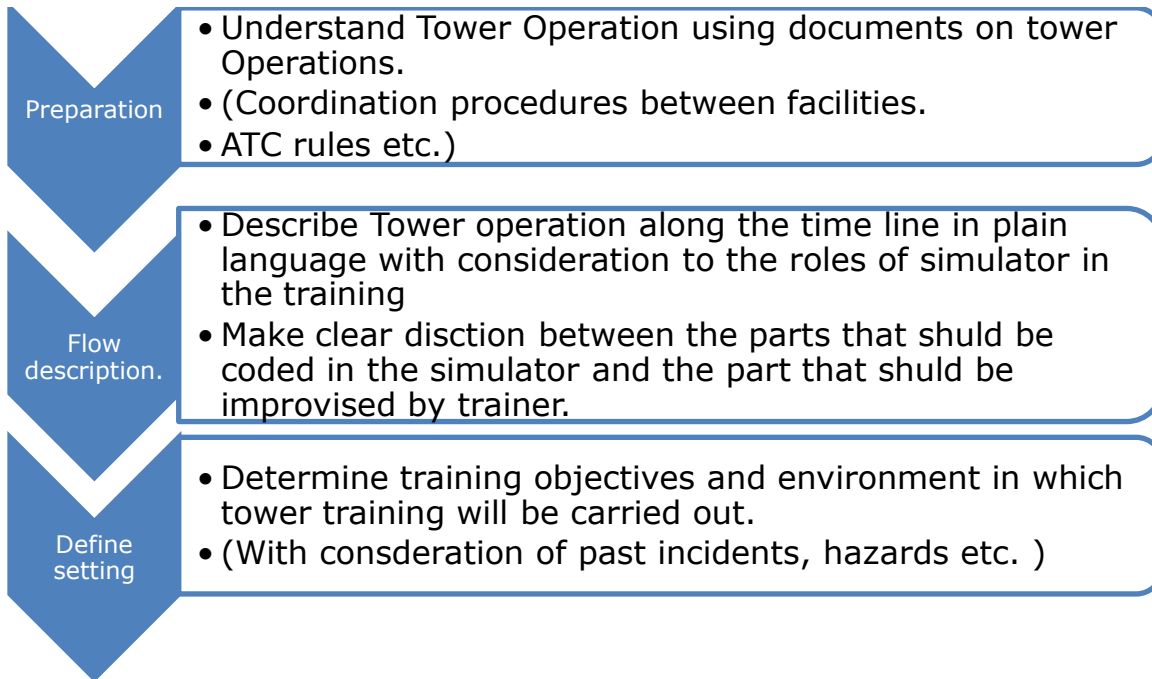 Preparation
• Understand Tower Operation using documents on tower
Operations.
• (Coordination procedures between facilities.
• ATC rules etc.)
Flow
description.
• Describe Tower operation along the time line in plain
language with consideration to the roles of simulator in
the training
• Make clear disction between the parts that shuld be
coded in the simulator and the part that shuld be
improvised by trainer.
Define
setting
• Determine training objectives and environment in which
tower training will be carried out.
• (With consderation of past incidents, hazards etc. )